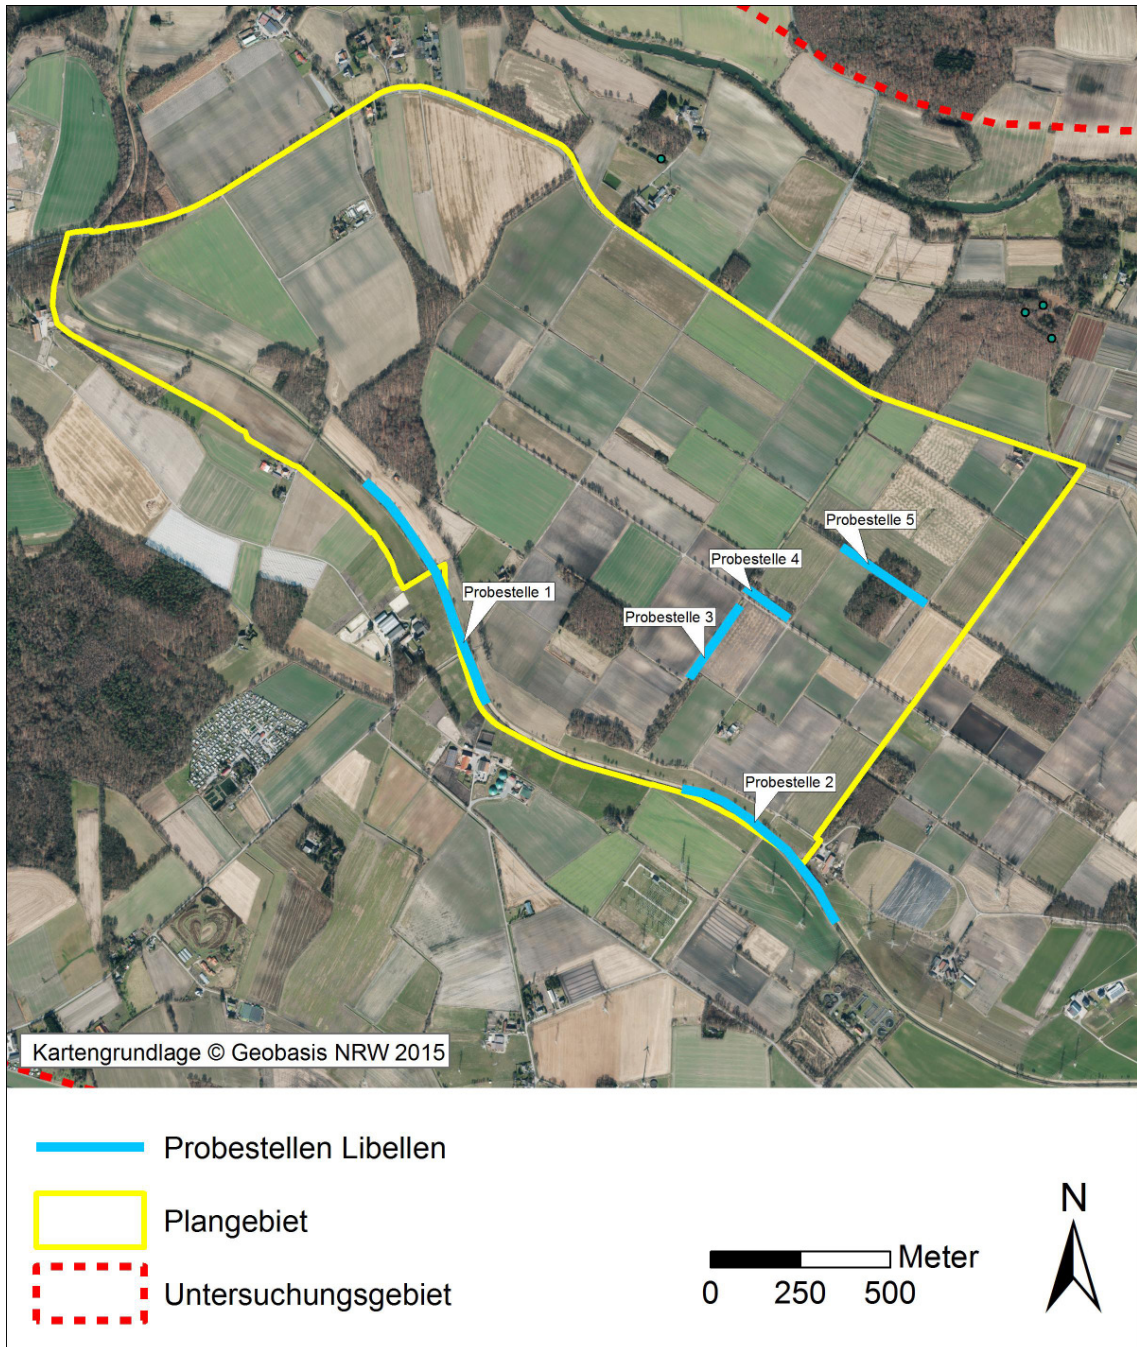 Probestelle 5
Probestelle 4
Probestelle 1
Probestelle 3
Probestelle 2
Kartengrundlage © Geobasis NRW 2015
Probestellen Libellen
Plangebiet
Untersuchungsgebiet
N
Meter
0 250 500